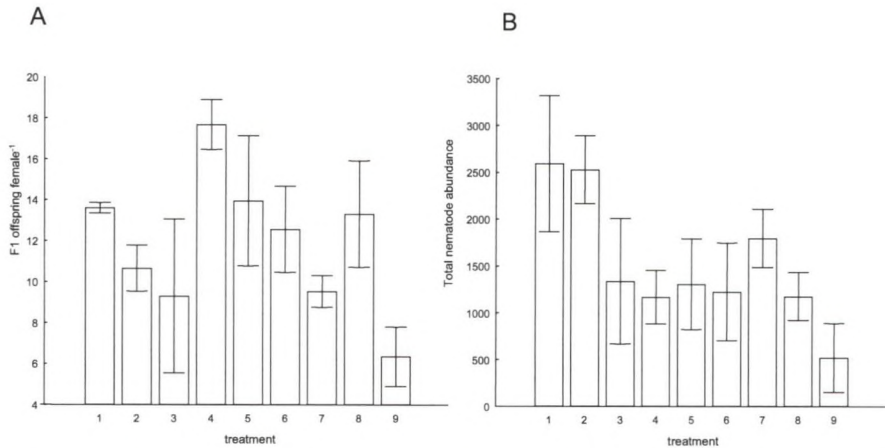 A
F1 offspring female⁻¹
20
18
16
14
12
10
8
6
4
1 2 3 4 5 6 7 8 9
treatment
B
Total nematode abundance
3500
3000
2500
2000
1500
1000
500
0
1 2 3 4 5 6 7 8 9
treatment